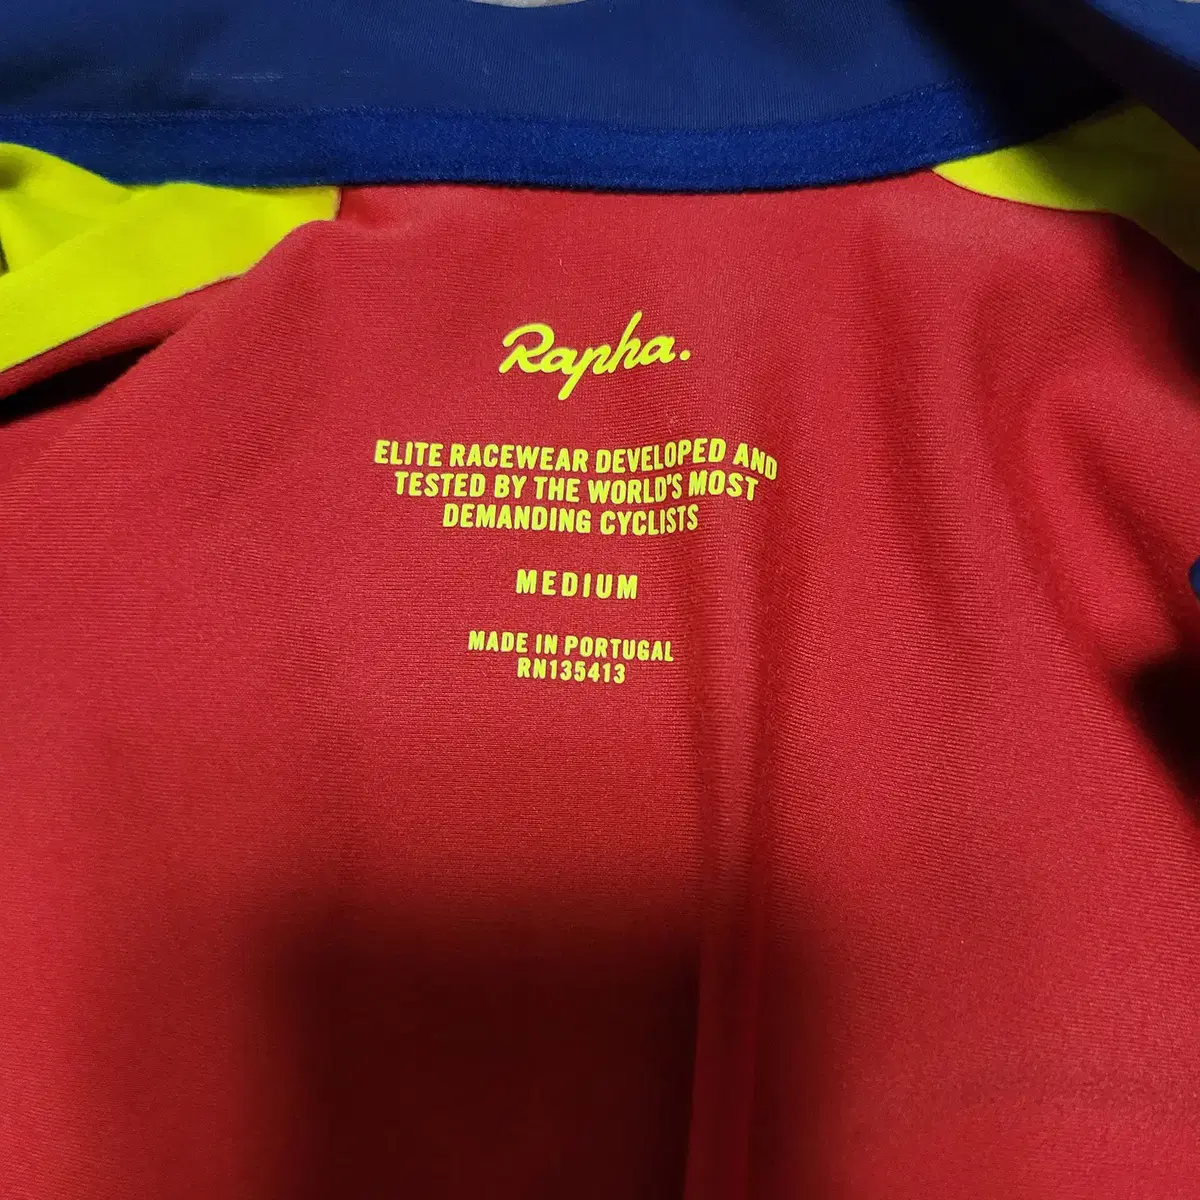 Rapha.
ELITE RACEWEAR DEVELOPED AND
TESTED BY THE WORLD'S MOST
DEMANDING CYCLISTS
MEDIUM
MADE IN PORTUGAL
RN135413